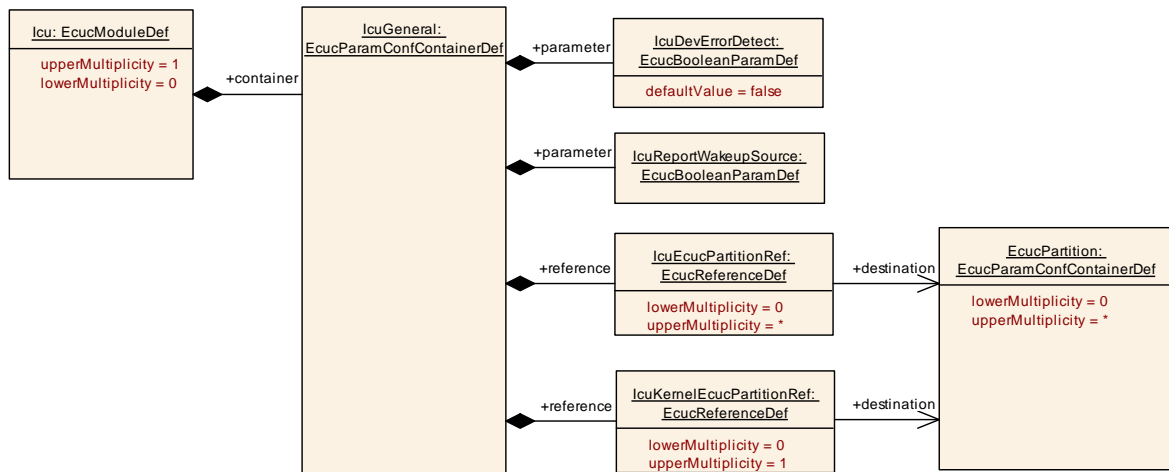 Icu: EcucModuleDef
upperMultiplicity = 1
lowerMultiplicity = 0
+container
IcuGeneral:
EcucParamConfContainerDef
+parameter
IcuDevErrorDetect:
EcucBooleanParamDef
defaultValue = false
+parameter
IcuReportWakeupSource:
EcucBooleanParamDef
+reference
IcuEcucPartitionRef:
EcucReferenceDef
lowerMultiplicity = 0
upperMultiplicity = *
+destination
EcucPartition:
EcucParamConfContainerDef
lowerMultiplicity = 0
upperMultiplicity = *
+reference
IcuKernelEcucPartitionRef:
EcucReferenceDef
lowerMultiplicity = 0
upperMultiplicity = 1
+destination